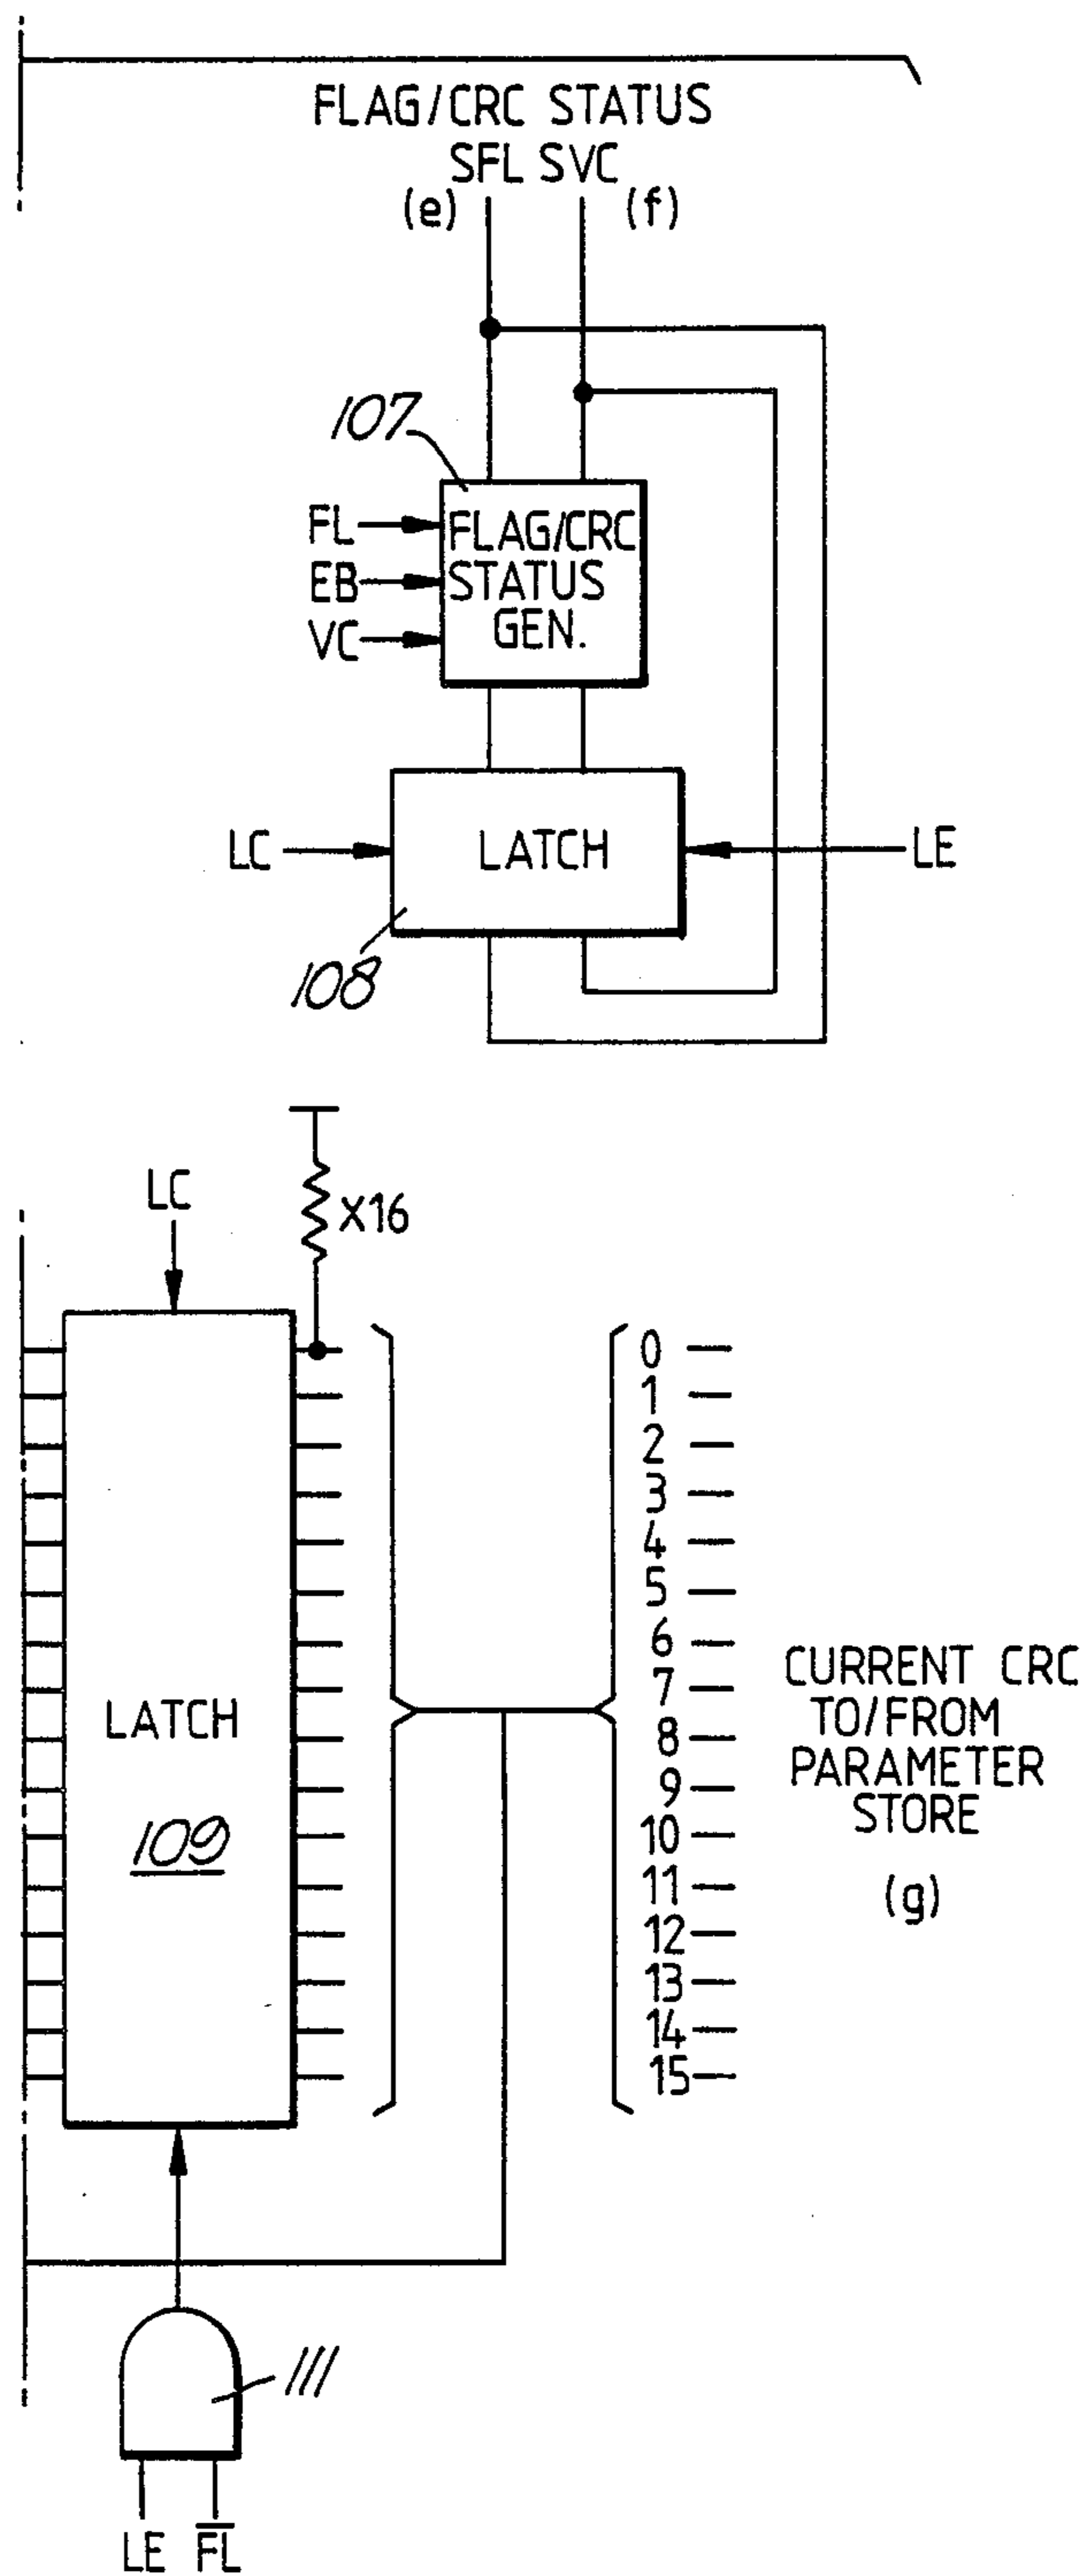 FLAG/CRC STATUS
SFL SVC
(e) (f)
107
FL
EB
VC
FLAG/CRC
STATUS
GEN.
LC
LATCH
LE
108
LC
X16
LATCH
109
0
1
2
3
4
5
6
7
8
9
10
11
12
13
14
15
CURRENT CRC
TO/FROM
PARAMETER
STORE
(g)
111
LE F̅L̅